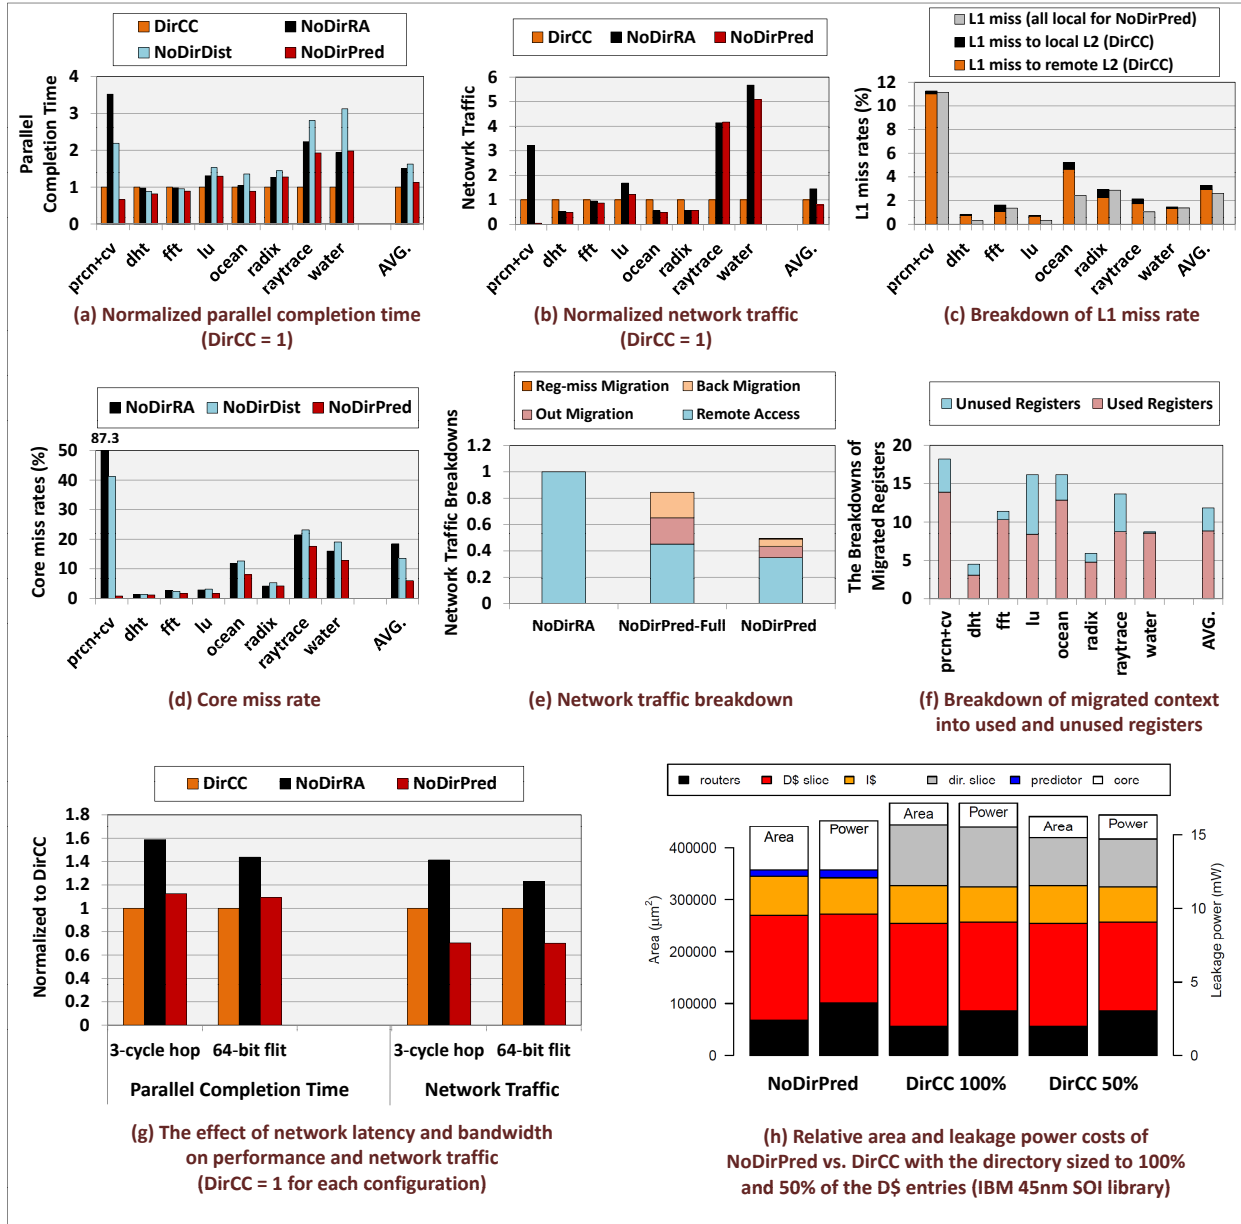 DirCC NoDirRA
NoDirDist NoDirPred
Parallel Completion Time
4
3
2
1
0
prcn+cv dht fft lu ocean radix raytrace water AVG.
(a) Normalized parallel completion time
(DirCC = 1)
DirCC NoDirRA NoDirPred
Netowrk Traffic
6
5
4
3
2
1
0
prcn+cv dht fft lu ocean radix raytrace water AVG.
(b) Normalized network traffic
(DirCC = 1)
L1 miss (all local for NoDirPred)
L1 miss to local L2 (DirCC)
L1 miss to remote L2 (DirCC)
L1 miss rates (%)
12
10
8
6
4
2
0
prcn+cv dht fft lu ocean radix raytrace water AVG.
(c) Breakdown of L1 miss rate
NoDirRA NoDirDist NoDirPred
87.3
Core miss rates (%)
50
40
30
20
10
0
prcn+cv dht fft lu ocean radix raytrace water AVG.
(d) Core miss rate
Reg-miss Migration Back Migration
Out Migration Remote Access
Network Traffic Breakdowns
1.2
1
0.8
0.6
0.4
0.2
0
NoDirRA NoDirPred-Full NoDirPred
(e) Network traffic breakdown
Unused Registers Used Registers
The Breakdowns of
Migrated Registers
20
15
10
5
0
prcn+cv dht fft lu ocean radix raytrace water AVG.
(f) Breakdown of migrated context
into used and unused registers
DirCC NoDirRA NoDirPred
Normalized to DirCC
1.8
1.6
1.4
1.2
1
0.8
0.6
0.4
0.2
0
3-cycle hop 64-bit flit 3-cycle hop 64-bit flit
Parallel Completion Time Network Traffic
(g) The effect of network latency and bandwidth
on performance and network traffic
(DirCC = 1 for each configuration)
routers D$ slice I$ dir. slice predictor core
Area Power Area Power Area Power
Area (µm²)
400000
300000
200000
100000
0
Leakage power (mW)
15
10
5
0
NoDirPred DirCC 100% DirCC 50%
(h) Relative area and leakage power costs of
NoDirPred vs. DirCC with the directory sized to 100%
and 50% of the D$ entries (IBM 45nm SOI library)